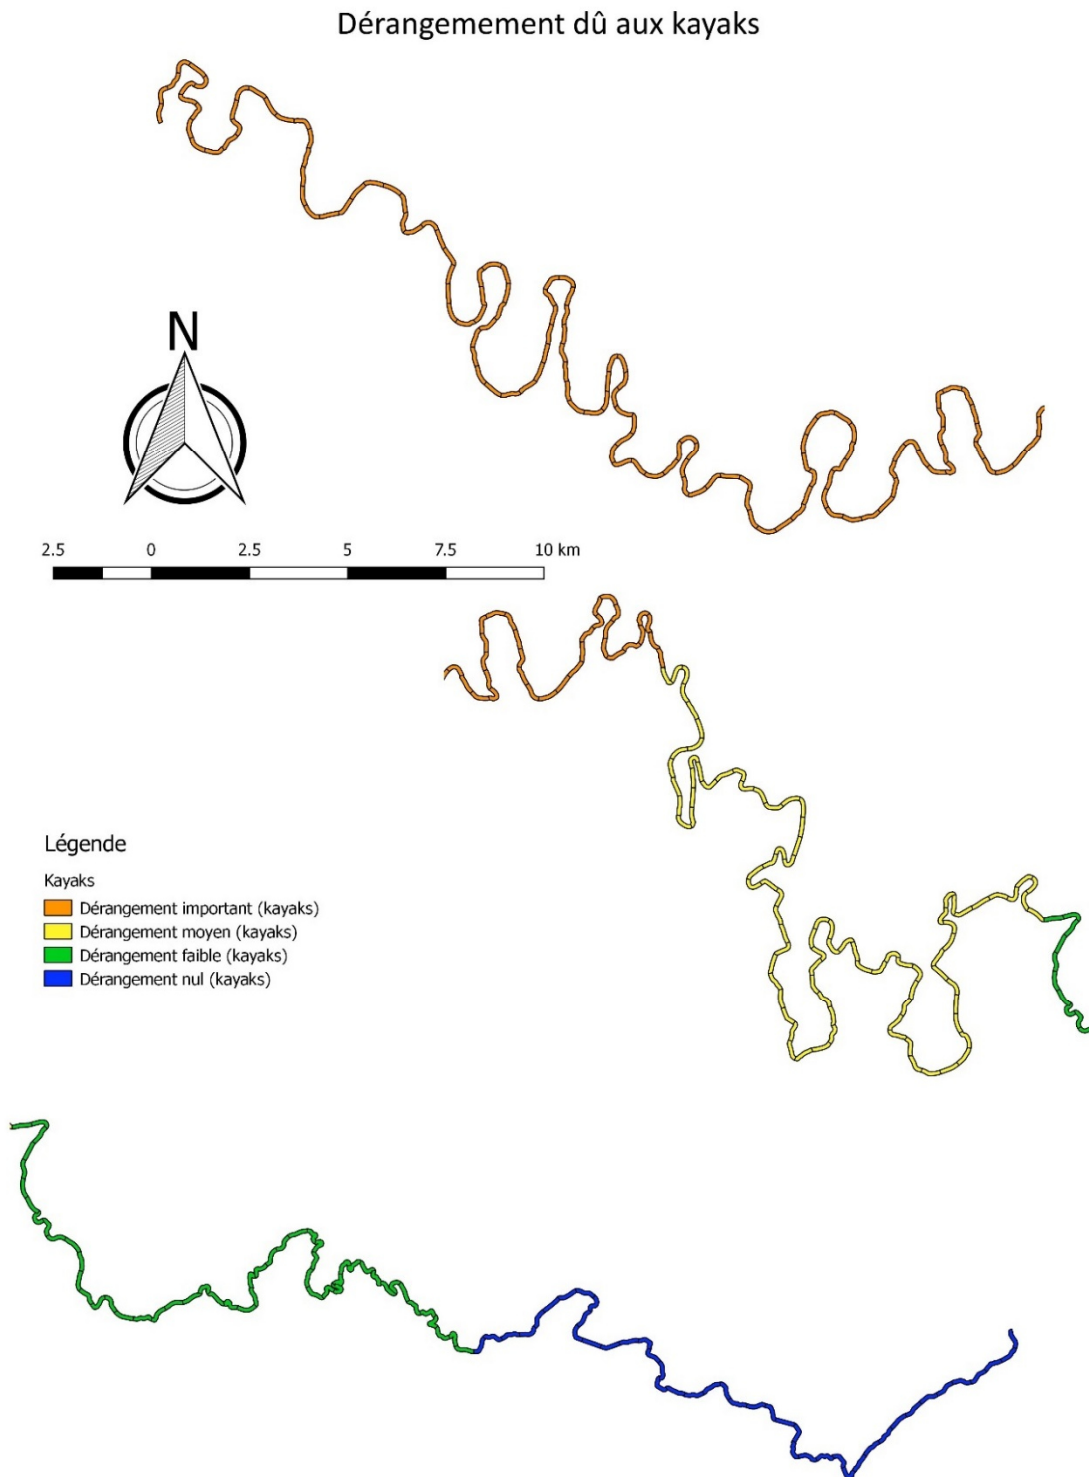 Dérangemement dû aux kayaks
N
2.5 0 2.5 5 7.5 10 km
Légende
Kayaks
Dérangement important (kayaks)
Dérangement moyen (kayaks)
Dérangement faible (kayaks)
Dérangement nul (kayaks)